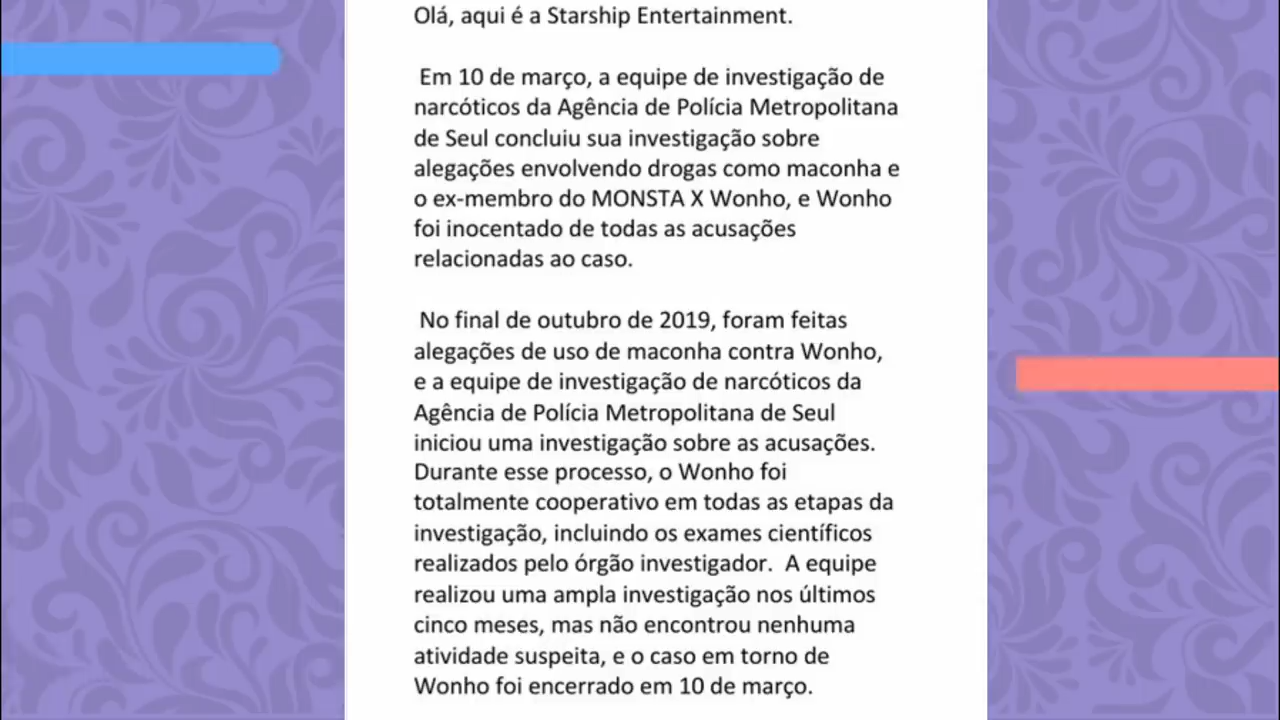 Olá, aqui é a Starship Entertainment.
Em 10 de março, a equipe de investigação de
narcóticos da Agência de Polícia Metropolitana
de Seul concluiu sua investigação sobre
alegações envolvendo drogas como maconha e
o ex-membro do MONSTA X Wonho, e Wonho
foi inocentado de todas as acusações
relacionadas ao caso.
No final de outubro de 2019, foram feitas
alegações de uso de maconha contra Wonho,
e a equipe de investigação de narcóticos da
Agência de Polícia Metropolitana de Seul
iniciou uma investigação sobre as acusações.
Durante esse processo, o Wonho foi
totalmente cooperativo em todas as etapas da
investigação, incluindo os exames científicos
realizados pelo órgão investigador.  A equipe
realizou uma ampla investigação nos últimos
cinco meses, mas não encontrou nenhuma
atividade suspeita, e o caso em torno de
Wonho foi encerrado em 10 de março.